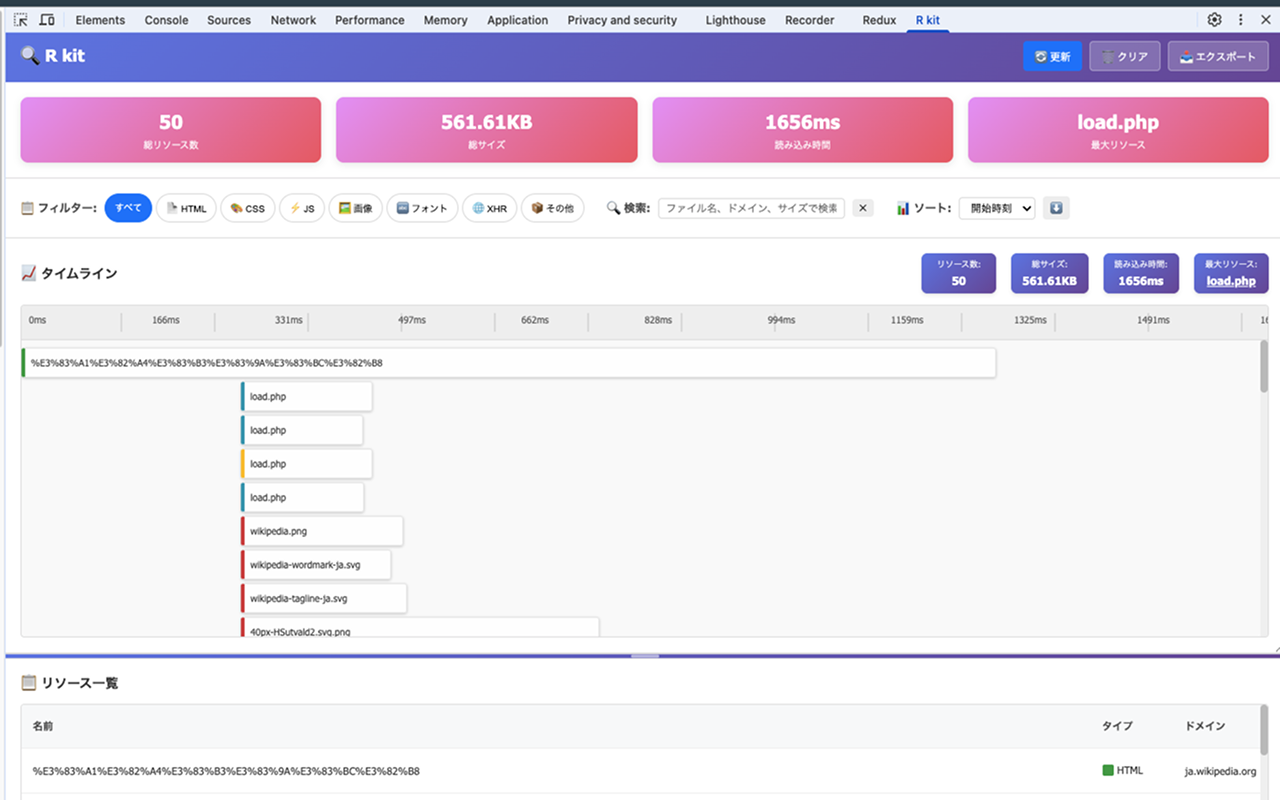 Elements Console Sources Network Performance Memory Application Privacy and security Lighthouse Recorder Redux R kit
R kit
更新 クリア エクスポート
50 561.61KB 1656ms load.php
総リソース数 総サイズ 読み込み時間 最大リソース
フィルター: すべて HTML CSS JS 画像 フォント XHR その他 検索: ファイル名、ドメイン、サイズで検索 ソート: 開始時刻
タイムライン
リソース数: 総サイズ: 読み込み時間: 最大リソース:
50 561.61KB 1656ms load.php
0ms 166ms 331ms 497ms 662ms 828ms 994ms 1159ms 1325ms 1491ms
%E3%83%A1%E3%82%A4%E3%83%B3%E3%83%9A%E3%83%BC%E3%82%B8
load.php
load.php
load.php
load.php
wikipedia.png
wikipedia-wordmark-ja.svg
wikipedia-tagline-ja.svg
40px-HSutvald2.svg.png
リソース一覧
名前 タイプ ドメイン
%E3%83%A1%E3%82%A4%E3%83%B3%E3%83%9A%E3%83%BC%E3%82%B8 HTML ja.wikipedia.org